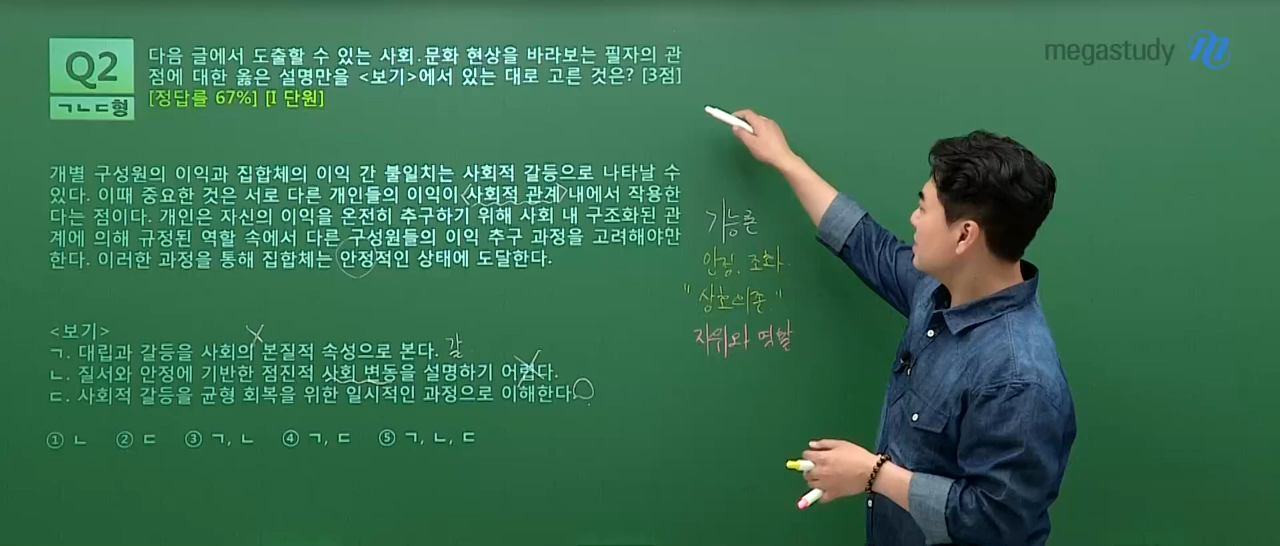 megastudy
Q2
ㄱㄴㄷ형
다음 글에서 도출할 수 있는 사회·문화 현상을 바라보는 필자의 관
점에 대한 옳은 설명만을 <보기>에서 있는 대로 고른 것은? [3점]
[정답률 67%] [I 단원]
개별 구성원의 이익과 집합체의 이익 간 불일치는 사회적 갈등으로 나타날 수
있다. 이때 중요한 것은 서로 다른 개인들의 이익이 사회적 관계 내에서 작용한
다는 점이다. 개인은 자신의 이익을 온전히 추구하기 위해 사회 내 구조화된 관
계에 의해 규정된 역할 속에서 다른 구성원들의 이익 추구 과정을 고려해야만
한다. 이러한 과정을 통해 집합체는 안정적인 상태에 도달한다.
기능론
안정, 조화
"상호의존"
지위와 역할
<보기>
ㄱ. 대립과 갈등을 사회의 본질적 속성으로 본다. 갈
ㄴ. 질서와 안정에 기반한 점진적 사회 변동을 설명하기 어렵다.
ㄷ. 사회적 갈등을 균형 회복을 위한 일시적인 과정으로 이해한다.
① ㄴ ② ㄷ ③ ㄱ, ㄴ ④ ㄱ, ㄷ ⑤ ㄱ, ㄴ, ㄷ